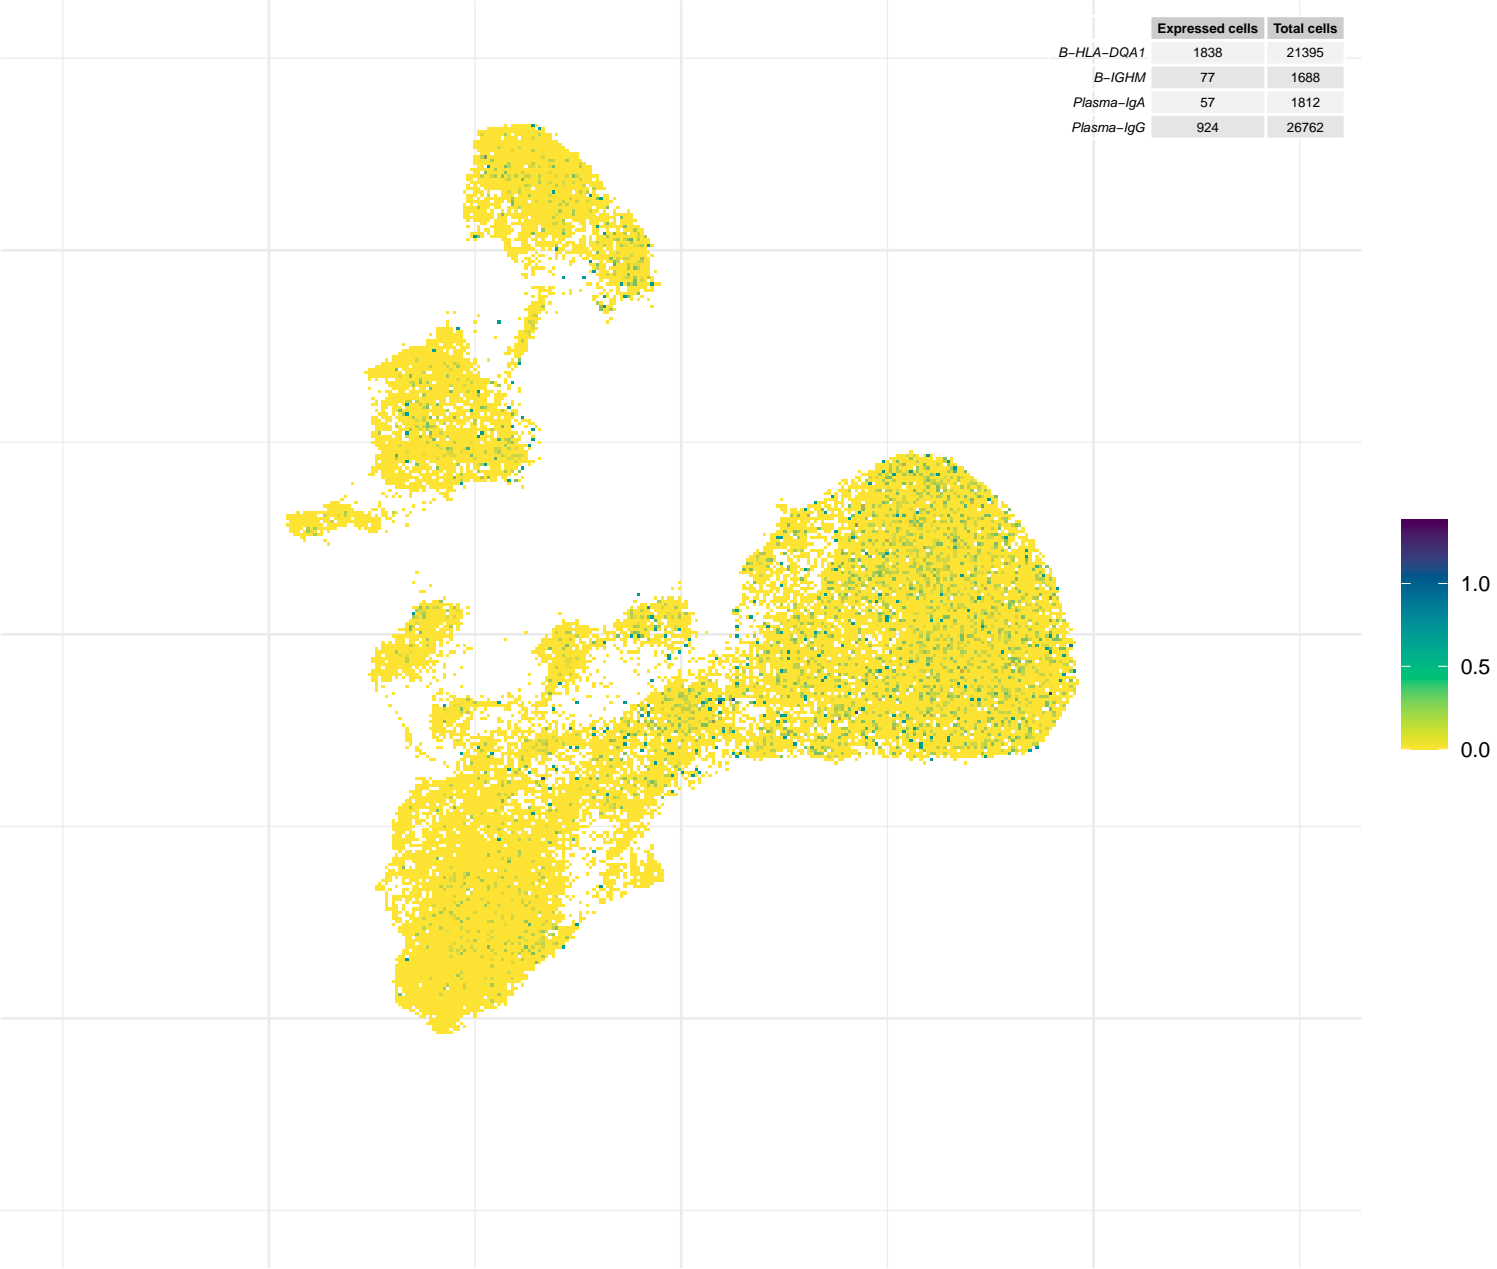 Expressed cells Total cells
B−HLA−DQA1 1838 21395
B−IGHM 77 1688
Plasma−IgA 57 1812
Plasma−IgG 924 26762
1.0
0.5
0.0